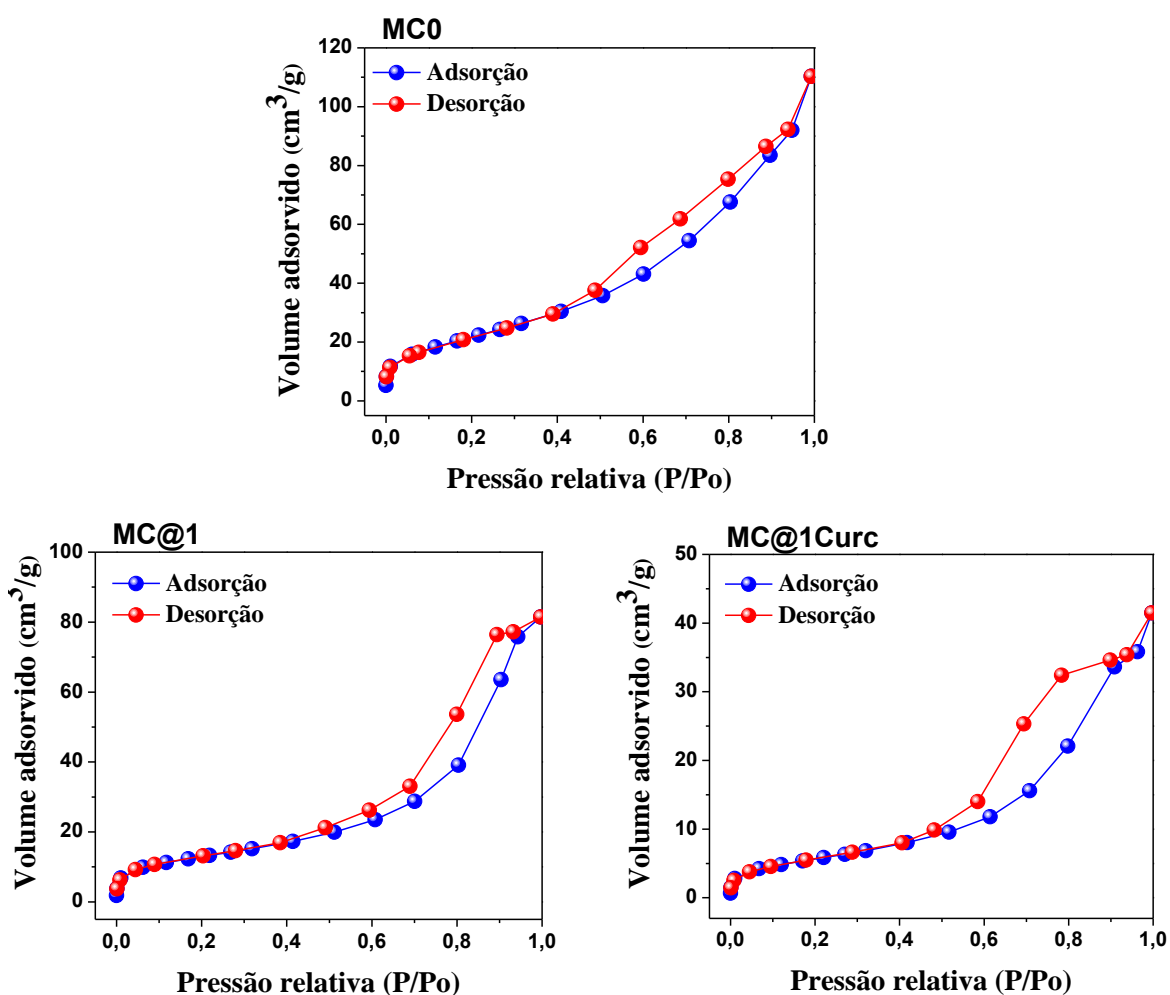 MC0
Adsorção
Desorção
Volume adsorvido (cm³/g)
120
100
80
60
40
20
0
0,0 0,2 0,4 0,6 0,8 1,0
Pressão relativa (P/Po)
MC@1
Adsorção
Desorção
Volume adsorvido (cm³/g)
100
80
60
40
20
0
0,0 0,2 0,4 0,6 0,8 1,0
Pressão relativa (P/Po)
MC@1Curc
Adsorção
Desorção
Volume adsorvido (cm³/g)
50
40
30
20
10
0
0,0 0,2 0,4 0,6 0,8 1,0
Pressão relativa (P/Po)